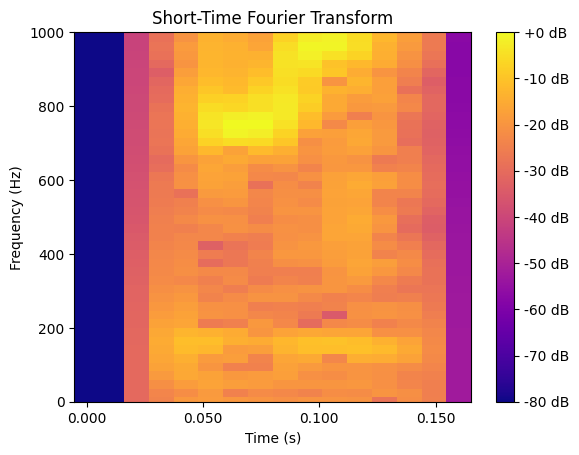 Short-Time Fourier Transform
1000
800
600
400
200
0
Frequency (Hz)
0.000
0.050
0.100
0.150
Time (s)
+0 dB
-10 dB
-20 dB
-30 dB
-40 dB
-50 dB
-60 dB
-70 dB
-80 dB